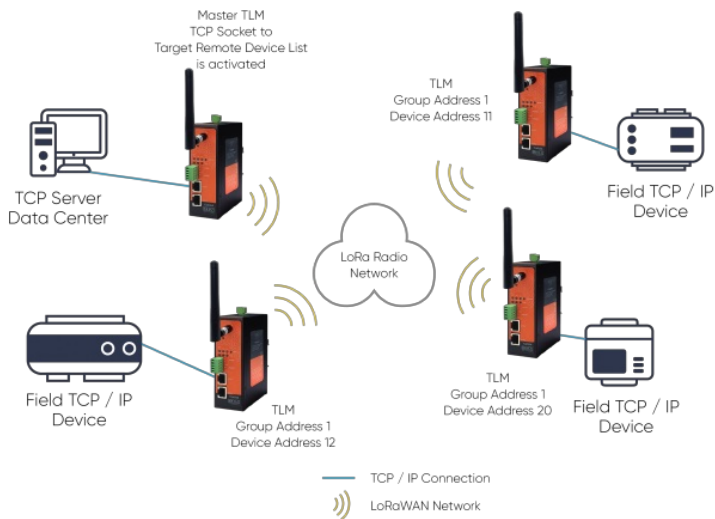 Master TLM
TCP Socket to
Target Remote Device List
is activated
TCP Server
Data Center
TLM
Group Address 1
Device Address 11
Field TCP / IP
Device
LoRa Radio
Network
Field TCP / IP
Device
TLM
Group Address 1
Device Address 12
TLM
Group Address 1
Device Address 20
Field TCP / IP
Device
TCP / IP Connection
LoRaWAN Network